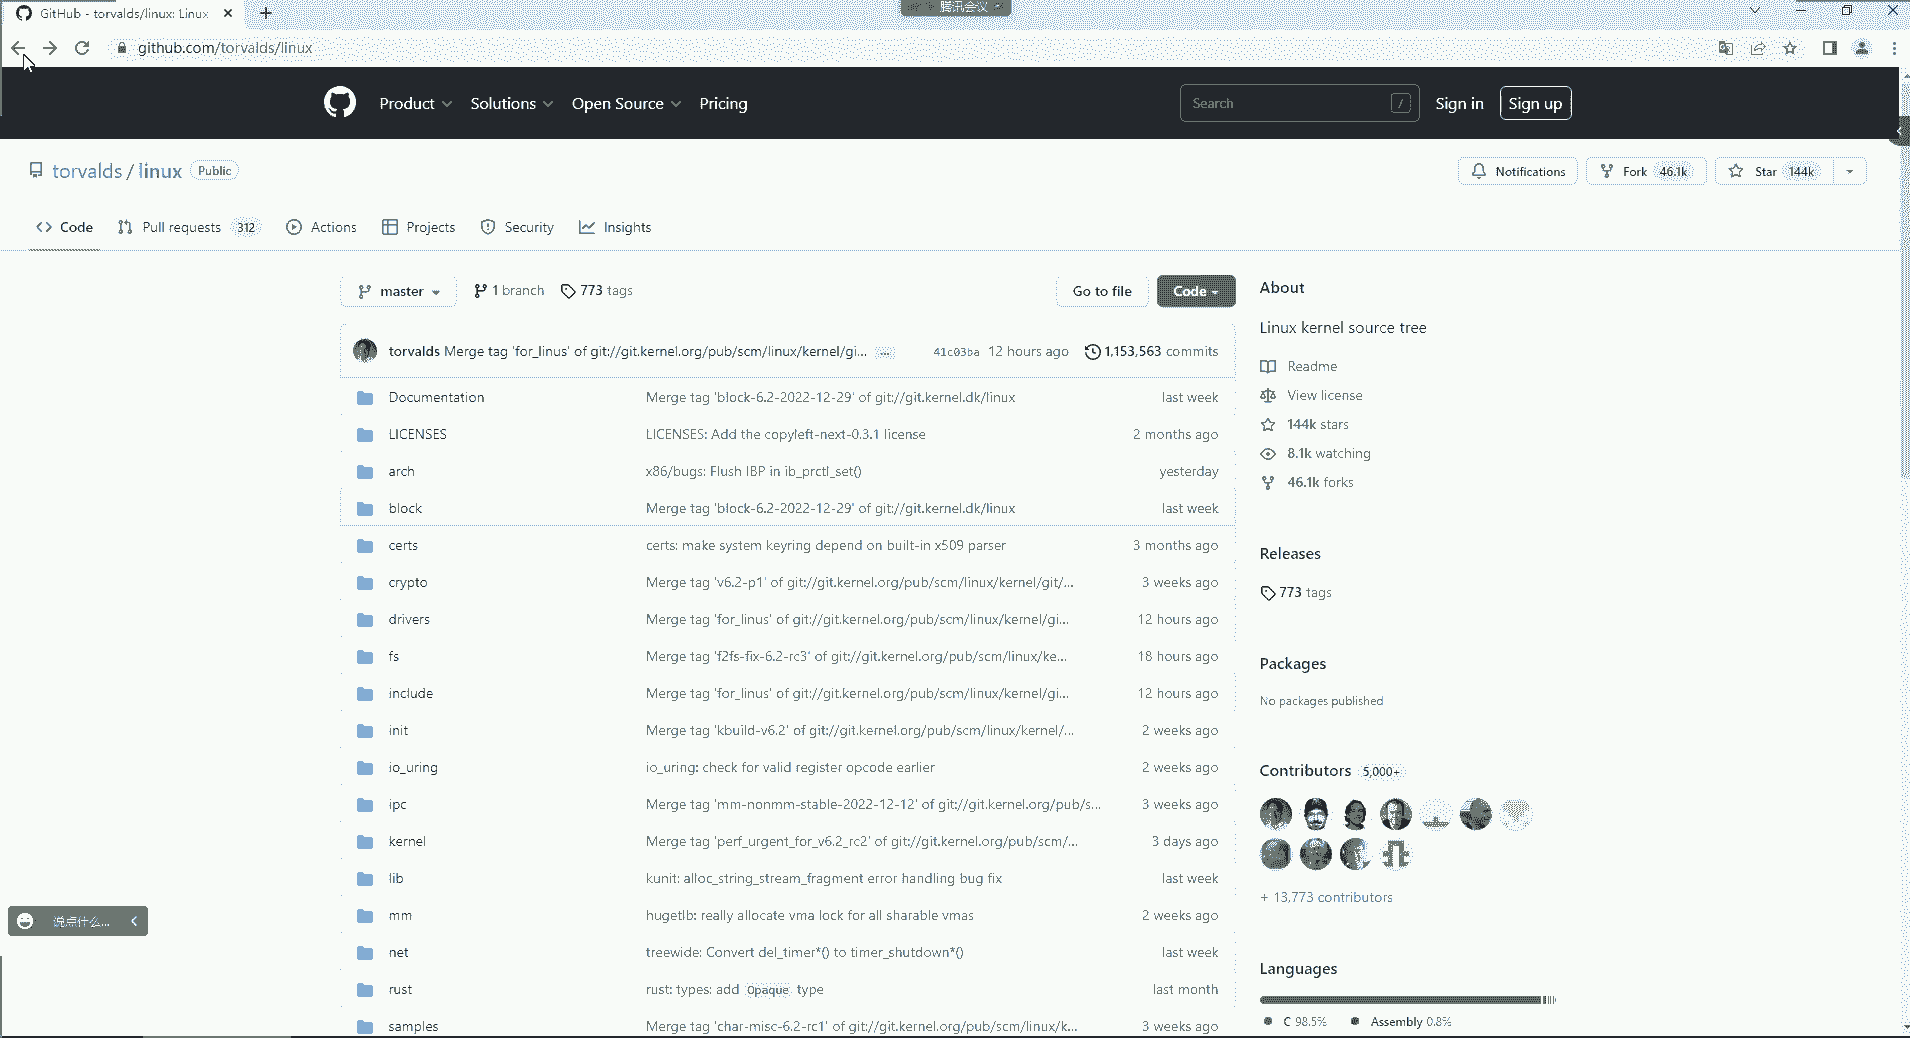 GitHub - torvalds/linux: Linux
腾讯会议
github.com/torvalds/linux
Product Solutions Open Source Pricing
Search /
Sign in Sign up
torvalds / linux Public
Notifications Fork 46.1k Star 144k
Code Pull requests 312 Actions Projects Security Insights
master 1 branch 773 tags Go to file Code
torvalds Merge tag 'for_linus' of git://git.kernel.org/pub/scm/linux/kernel/gi... ... 41c03ba 12 hours ago 1,153,563 commits
Documentation Merge tag 'block-6.2-2022-12-29' of git://git.kernel.dk/linux last week
LICENSES LICENSES: Add the copyleft-next-0.3.1 license 2 months ago
arch x86/bugs: Flush IBP in ib_prctl_set() yesterday
block Merge tag 'block-6.2-2022-12-29' of git://git.kernel.dk/linux last week
certs certs: make system keyring depend on built-in x509 parser 3 months ago
crypto Merge tag 'v6.2-p1' of git://git.kernel.org/pub/scm/linux/kernel/git/... 3 weeks ago
drivers Merge tag 'for_linus' of git://git.kernel.org/pub/scm/linux/kernel/gi... 12 hours ago
fs Merge tag 'f2fs-fix-6.2-rc3' of git://git.kernel.org/pub/scm/linux/ke... 18 hours ago
include Merge tag 'for_linus' of git://git.kernel.org/pub/scm/linux/kernel/gi... 12 hours ago
init Merge tag 'kbuild-v6.2' of git://git.kernel.org/pub/scm/linux/kernel/... 2 weeks ago
io_uring io_uring: check for valid register opcode earlier 2 weeks ago
ipc Merge tag 'mm-nonmm-stable-2022-12-12' of git://git.kernel.org/pub/s... 3 weeks ago
kernel Merge tag 'perf_urgent_for_v6.2_rc2' of git://git.kernel.org/pub/scm/... 3 days ago
lib kunit: alloc_string_stream_fragment error handling bug fix last week
mm hugetlb: really allocate vma lock for all sharable vmas 2 weeks ago
net treewide: Convert del_timer*() to timer_shutdown*() last week
rust rust: types: add Opaque type last month
samples Merge tag 'char-misc-6.2-rc1' of git://git.kernel.org/pub/scm/linux/k... 3 weeks ago
About
Linux kernel source tree
Readme
View license
144k stars
8.1k watching
46.1k forks
Releases
773 tags
Packages
No packages published
Contributors 5,000+
+ 13,773 contributors
Languages
C 98.5% Assembly 0.8%
说点什么...